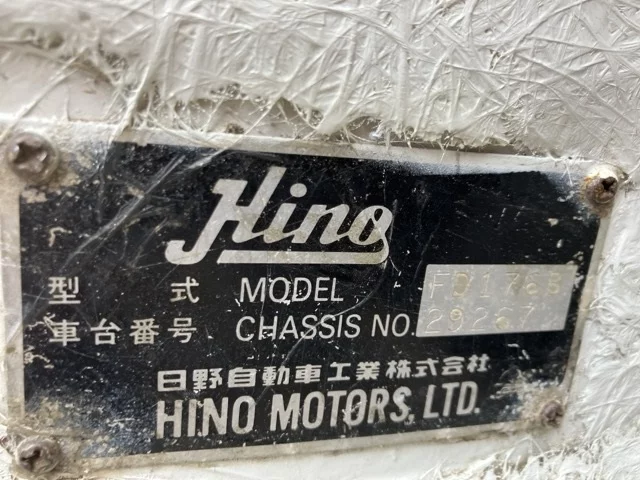 Hino
型 式 MODEL FD176B
車台番号 CHASSIS NO.
日野自動車工業株式会社
HINO MOTORS, LTD.